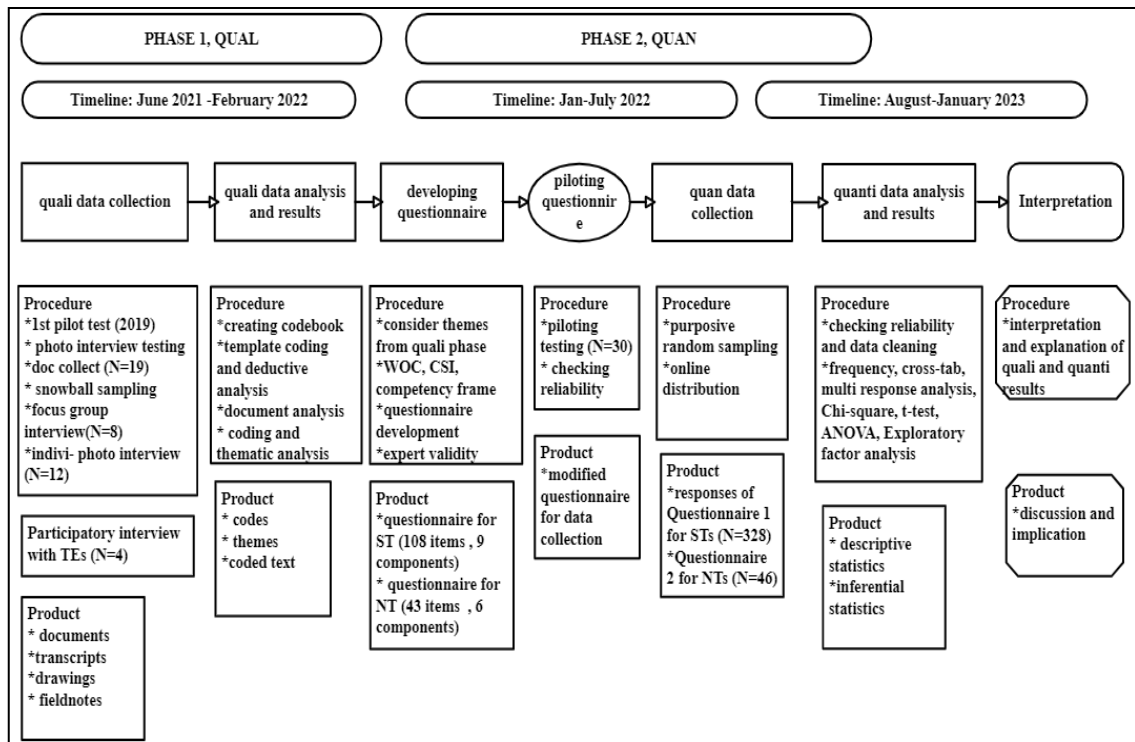 PHASE 1, QUAL
PHASE 2, QUAN
Timeline: June 2021 -February 2022
Timeline: Jan-July 2022
Timeline: August-January 2023
quali data collection
quali data analysis
and results
developing
questionnaire
piloting
questionnir
e
quan data
collection
quanti data analysis
and results
Interpretation
Procedure
*1st pilot test (2019)
* photo interview testing
*doc collect (N=19)
* snowball sampling
*focus group
interview(N=8)
*indivi- photo interview
(N=12)
Participatory interview
with TEs (N=4)
Product
* documents
*transcripts
*drawings
* fieldnotes
Procedure
*creating codebook
*template coding
and deductive
analysis
*document analysis
* coding and
thematic analysis
Product
* codes
* themes
*coded text
Procedure
*consider themes
from quali phase
*WOC, CSI,
competency frame
*questionnaire
development
*expert validity
Product
*questionnaire for
ST (108 items , 9
components)
* questionnaire for
NT (43 items , 6
components)
Procedure
*piloting
testing (N=30)
* checking
reliability
Product
*modified
questionnaire
for data
collection
Procedure
*purposive
random sampling
*online
distribution
Product
*responses of
Questionnaire 1
for STs (N=328)
*Questionnaire
2 for NTs (N=46)
Procedure
*checking reliability
and data cleaning
*frequency, cross-tab,
multi response analysis,
Chi-square, t-test,
ANOVA, Exploratory
factor analysis
Product
* descriptive
statistics
*inferential
statistics
Procedure
*interpretation
and explanation of
quali and quanti
results
Product
*discussion and
implication